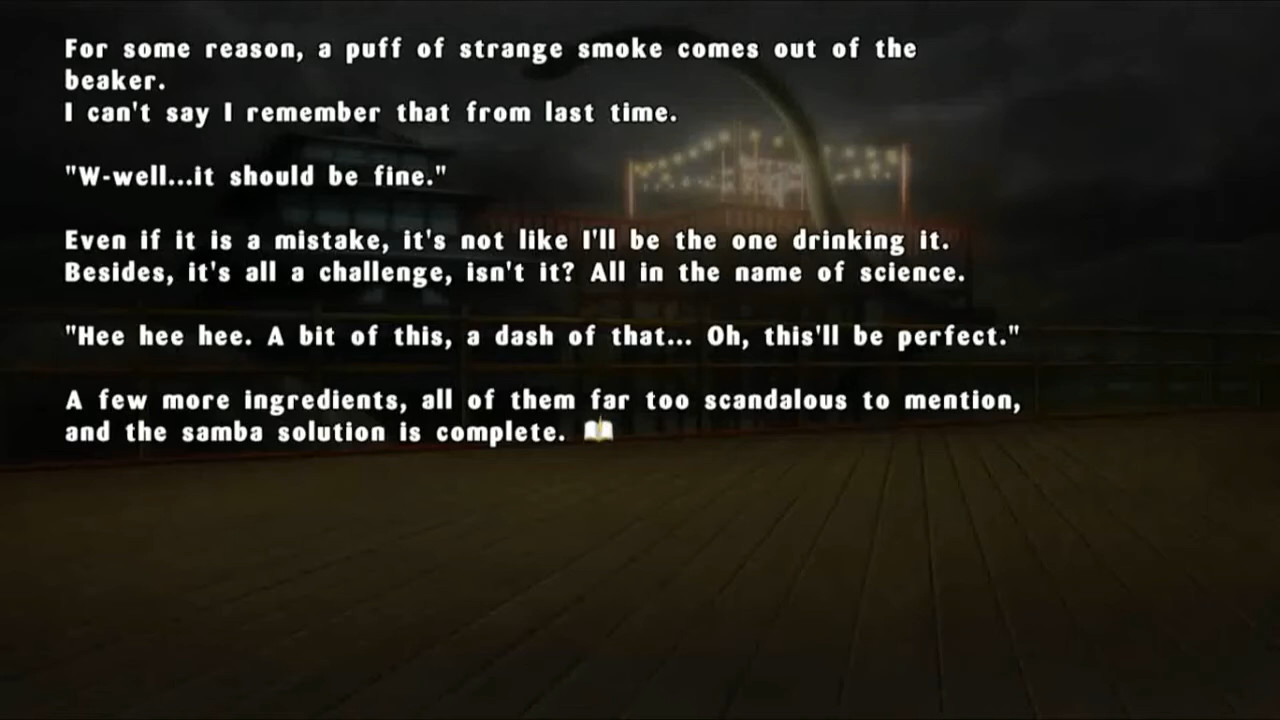 For some reason, a puff of strange smoke comes out of the
beaker.
I can't say I remember that from last time.
"W-well...it should be fine."
Even if it is a mistake, it's not like I'll be the one drinking it.
Besides, it's all a challenge, isn't it? All in the name of science.
"Hee hee hee. A bit of this, a dash of that... Oh, this'll be perfect."
A few more ingredients, all of them far too scandalous to mention,
and the samba solution is complete.